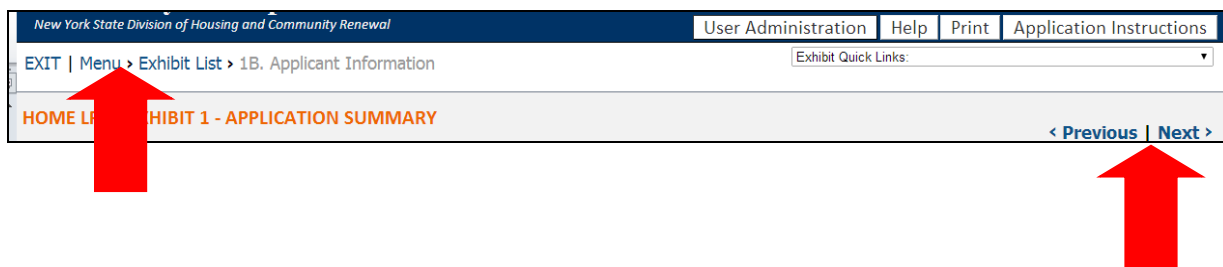 New York State Division of Housing and Community Renewal
User Administration Help Print Application Instructions
EXIT | Menu > Exhibit List > 1B. Applicant Information
Exhibit Quick Links:
HOME EXHIBIT 1 - APPLICATION SUMMARY
< Previous | Next >